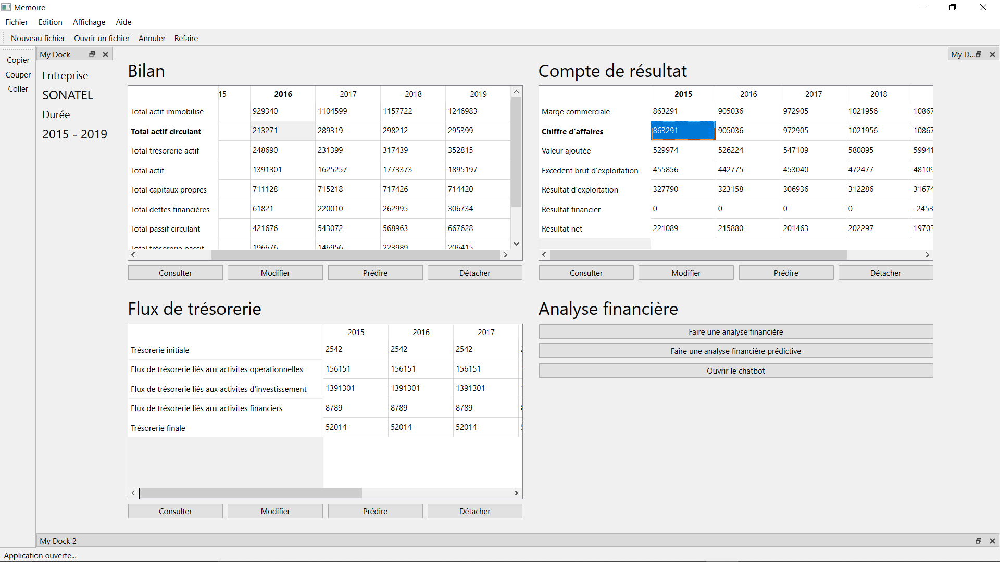 Memoire
Fichier Edition Affichage Aide
Nouveau fichier Ouvrir un fichier Annuler Refaire
Copier
Couper
Coller
My Dock
Entreprise
SONATEL
Durée
2015 - 2019
Bilan
15 2016 2017 2018 2019
Total actif immobilisé 929340 1104599 1157722 1246983
Total actif circulant 213271 289319 298212 295399
Total trésorerie actif 248690 231399 317439 352815
Total actif 1391301 1625257 1773373 1895197
Total capitaux propres 711128 715218 717426 714420
Total dettes financières 61821 220010 262995 306734
Total passif circulant 421676 543072 568963 667628
Total trésorerie passif 196676 146956 223989 206415
Consulter Modifier Prédire Détacher
Compte de résultat
2015 2016 2017 2018
Marge commerciale 863291 905036 972905 1021956 10867
Chiffre d'affaires 863291 905036 972905 1021956 10867
Valeur ajoutée 529974 526224 547109 580895 59941
Excédent brut d'exploitation 455856 442775 453040 472477 48109
Résultat d'exploitation 327790 323158 306936 312286 31674
Résultat financier 0 0 0 0 -2453
Résultat net 221089 215880 201463 202297 19703
Consulter Modifier Prédire Détacher
Flux de trésorerie
2015 2016 2017
Trésorerie initiale 2542 2542 2542
Flux de trésorerie liés aux activites operationnelles 156151 156151 156151
Flux de trésorerie liés aux activites d'investissement 1391301 1391301 1391301
Flux de trésorerie liés aux activites financiers 8789 8789 8789
Trésorerie finale 52014 52014 52014
Consulter Modifier Prédire Détacher
Analyse financière
Faire une analyse financière
Faire une analyse financière prédictive
Ouvrir le chatbot
My D...
My Dock 2
Application ouverte...